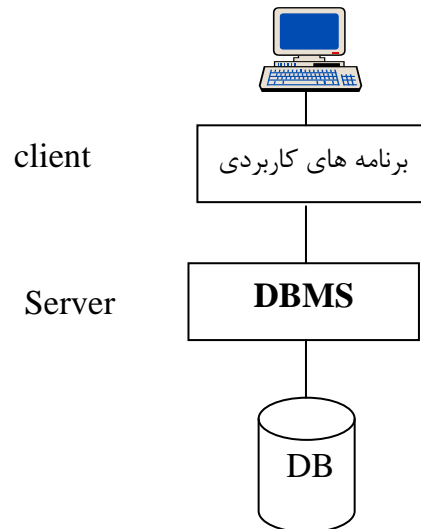 client
برنامه های کاربردی
Server
DBMS
DB